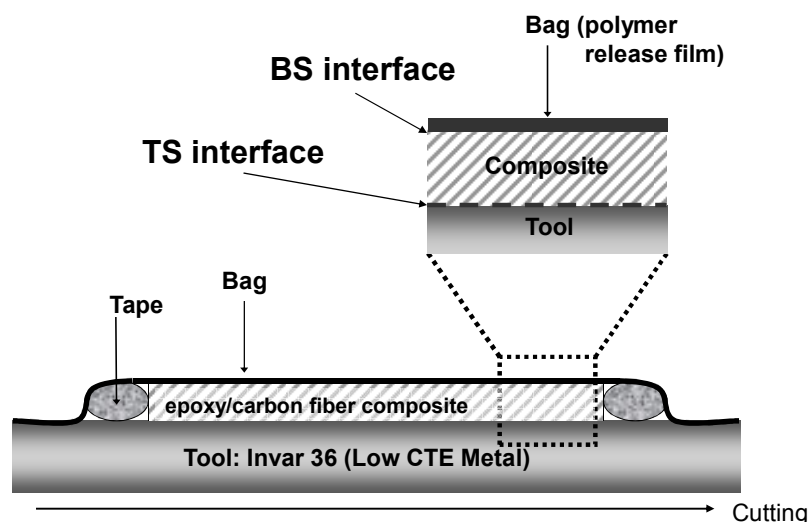 Bag (polymer
release film)
BS interface
TS interface
Composite
Tool
Bag
Tape
epoxy/carbon fiber composite
Tool: Invar 36 (Low CTE Metal)
Cutting